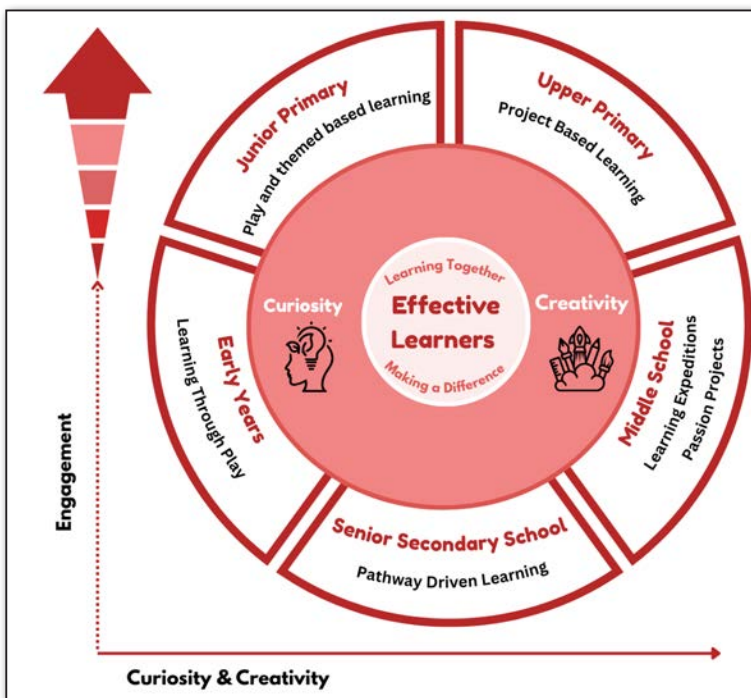 Junior Primary
Play and themed based learning
Upper Primary
Project Based Learning
Early Years
Learning Through Play
Curiosity
Learning Together
Effective
Learners
Making a Difference
Creativity
Middle School
Learning Expeditions
Passion Projects
Senior Secondary School
Pathway Driven Learning
Engagement
Curiosity & Creativity